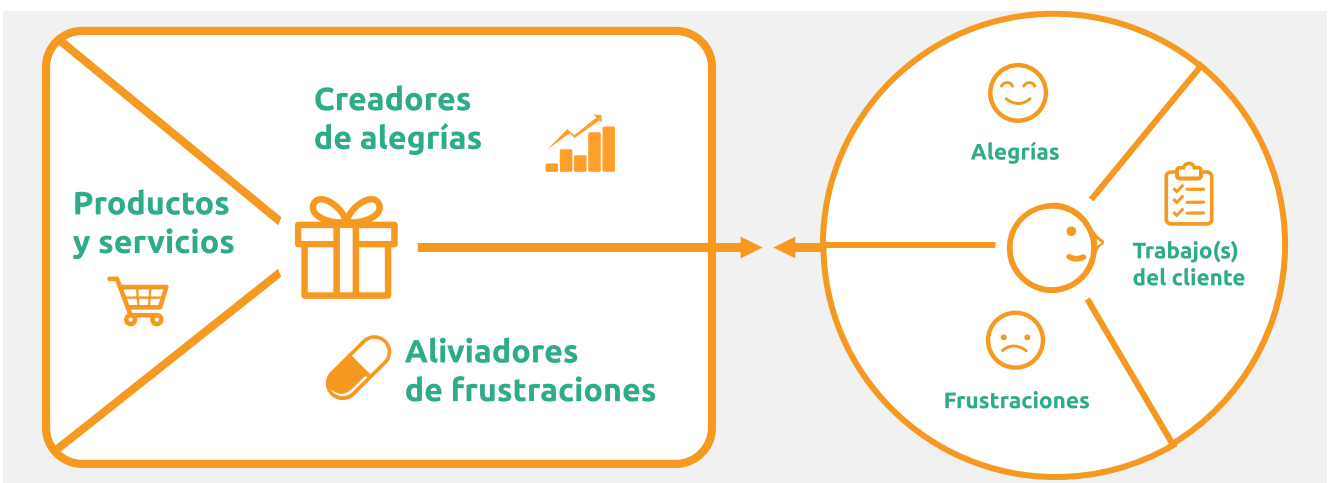 Creadores
de alegrías
Productos
y servicios
Aliviadores
de frustraciones
Alegrías
Trabajo(s)
del cliente
Frustraciones